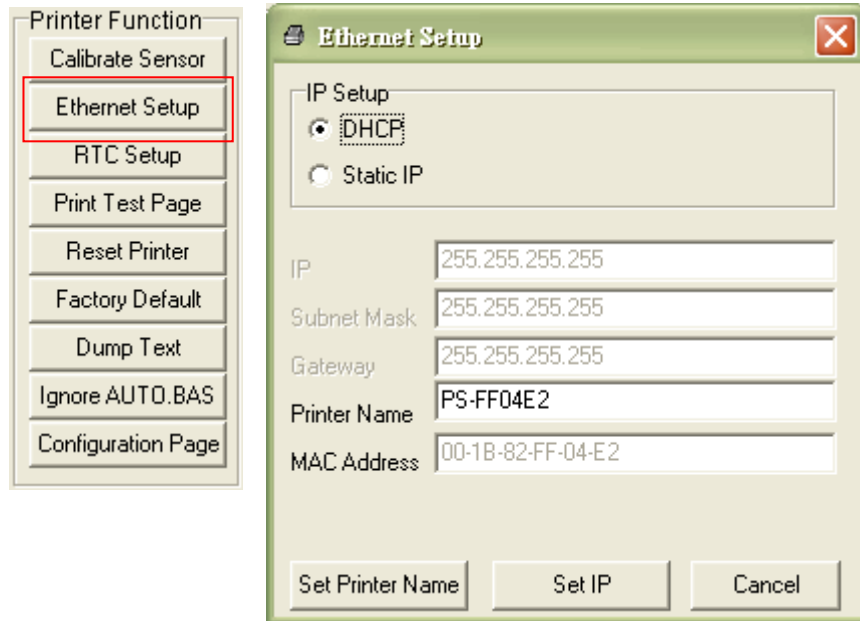 Printer Function
Calibrate Sensor
Ethernet Setup
RTC Setup
Print Test Page
Reset Printer
Factory Default
Dump Text
Ignore AUTO.BAS
Configuration Page
Ethernet Setup
IP Setup
DHCP
Static IP
IP 255.255.255.255
Subnet Mask 255.255.255.255
Gateway 255.255.255.255
Printer Name PS-FF04E2
MAC Address 00-1B-82-FF-04-E2
Set Printer Name Set IP Cancel